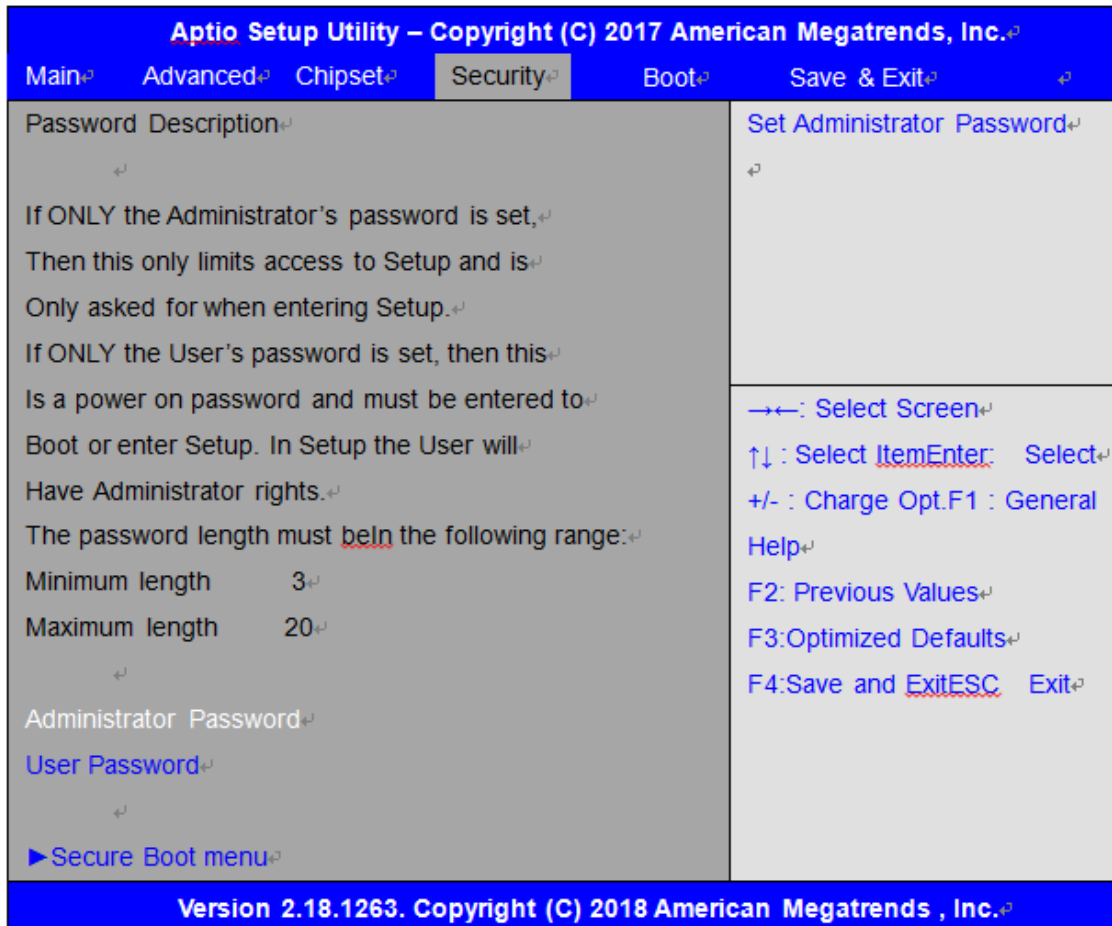 Aptio Setup Utility – Copyright (C) 2017 American Megatrends, Inc.
Main Advanced Chipset Security Boot Save & Exit
Password Description
If ONLY the Administrator’s password is set,
Then this only limits access to Setup and is
Only asked for when entering Setup.
If ONLY the User’s password is set, then this
Is a power on password and must be entered to
Boot or enter Setup. In Setup the User will
Have Administrator rights.
The password length must beIn the following range:
Minimum length 3
Maximum length 20
Administrator Password
User Password
►Secure Boot menu
Set Administrator Password
→←: Select Screen
↑↓ : Select ItemEnter: Select
+/- : Charge Opt.F1 : General
Help
F2: Previous Values
F3:Optimized Defaults
F4:Save and ExitESC Exit
Version 2.18.1263. Copyright (C) 2018 American Megatrends , Inc.